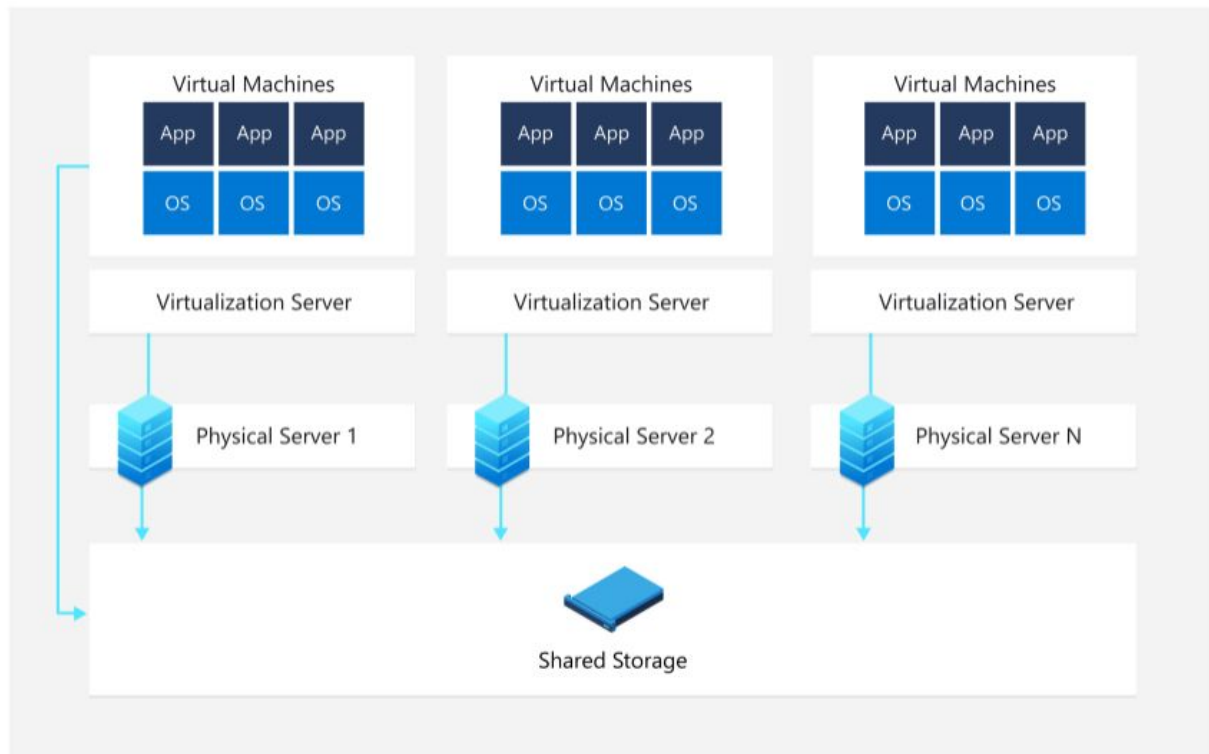 Virtual Machines
App App App
OS OS OS
Virtualization Server
Physical Server 1
Virtual Machines
App App App
OS OS OS
Virtualization Server
Physical Server 2
Virtual Machines
App App App
OS OS OS
Virtualization Server
Physical Server N
Shared Storage